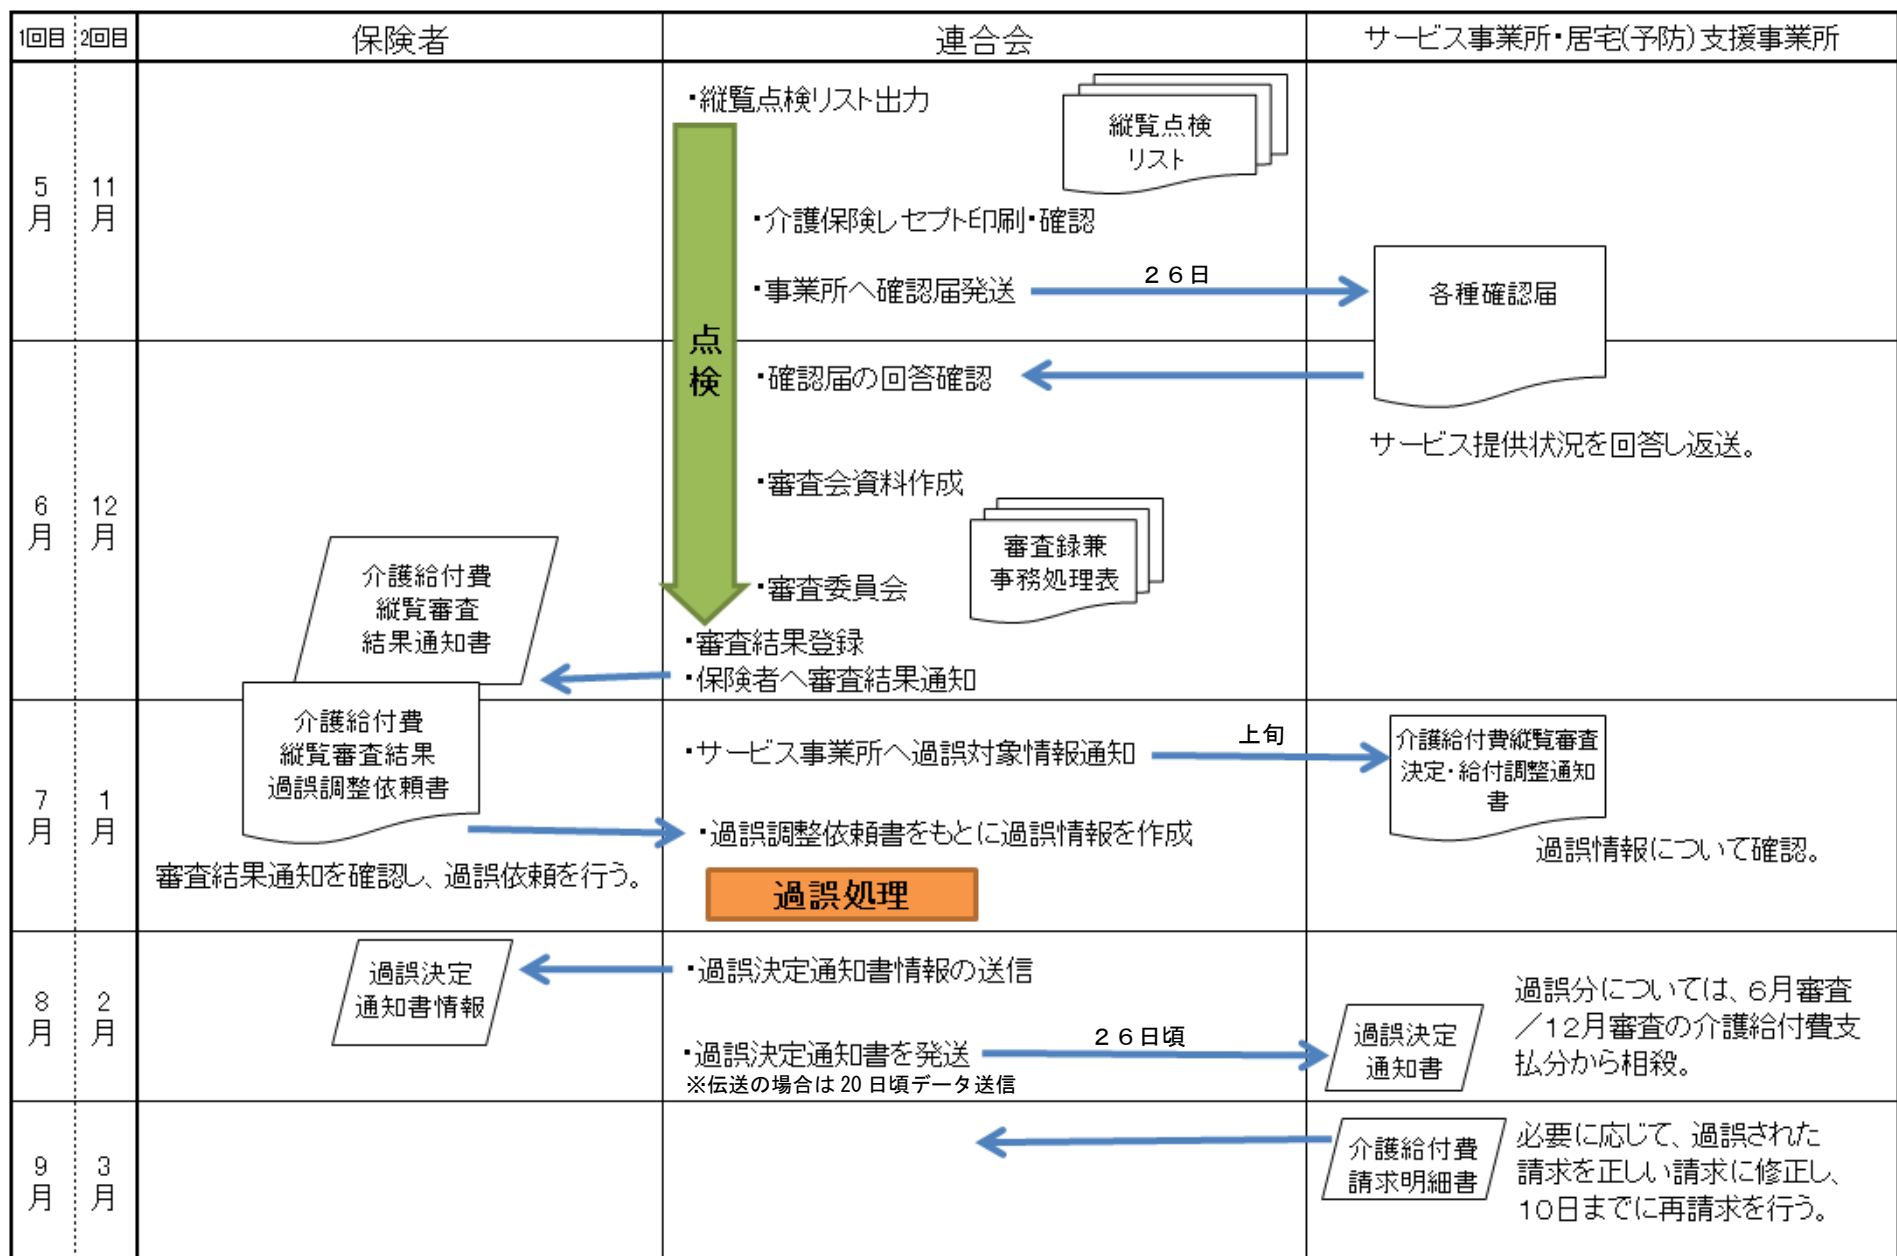 1回目 2回目 保険者 連合会 サービス事業所・居宅(予防)支援事業所
5月 11月
・縦覧点検リスト出力
縦覧点検
リスト
・介護保険レセプト印刷・確認
・事業所へ確認届発送
26日
各種確認届
点検
6月 12月
・確認届の回答確認
サービス提供状況を回答し返送。
・審査会資料作成
審査録兼
事務処理表
・審査委員会
介護給付費
縦覧審査
結果通知書
・審査結果登録
・保険者へ審査結果通知
7月 1月
介護給付費
縦覧審査結果
過誤調整依頼書
・サービス事業所へ過誤対象情報通知
上旬
介護給付費縦覧審査
決定・給付調整通知
書
・過誤調整依頼書をもとに過誤情報を作成
過誤情報について確認。
審査結果通知を確認し、過誤依頼を行う。
過誤処理
8月 2月
過誤決定
通知書情報
・過誤決定通知書情報の送信
・過誤決定通知書を発送
※伝送の場合は20日頃データ送信
26日頃
過誤決定
通知書
過誤分については、6月審査
/12月審査の介護給付費支
払分から相殺。
9月 3月
介護給付費
請求明細書
必要に応じて、過誤された
請求を正しい請求に修正し、
10日までに再請求を行う。